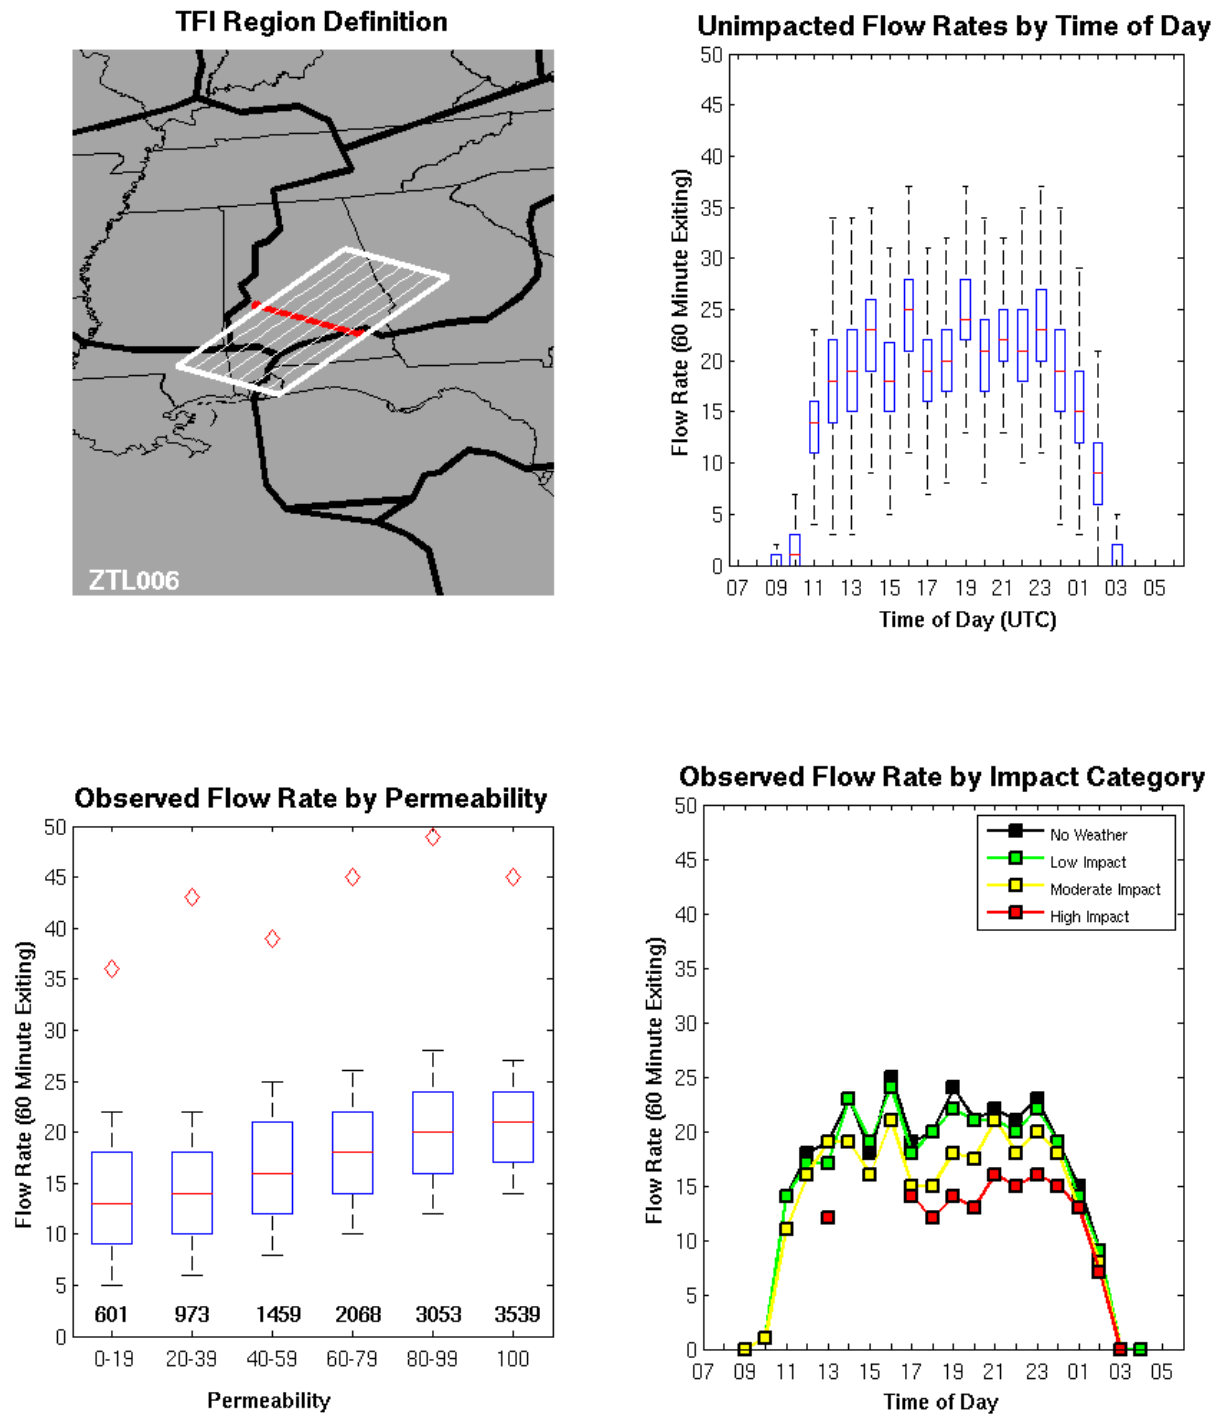 TFI Region Definition
ZTL006
Unimpacted Flow Rates by Time of Day
Flow Rate (60 Minute Exiting)
50
45
40
35
30
25
20
15
10
5
0
07 09 11 13 15 17 19 21 23 01 03 05
Time of Day (UTC)
Observed Flow Rate by Permeability
Flow Rate (60 Minute Exiting)
50
45
40
35
30
25
20
15
10
5
0
601 973 1459 2068 3053 3539
0-19 20-39 40-59 60-79 80-99 100
Permeability
Observed Flow Rate by Impact Category
Flow Rate (60 Minute Exiting)
50
45
40
35
30
25
20
15
10
5
0
No Weather
Low Impact
Moderate Impact
High Impact
07 09 11 13 15 17 19 21 23 01 03 05
Time of Day